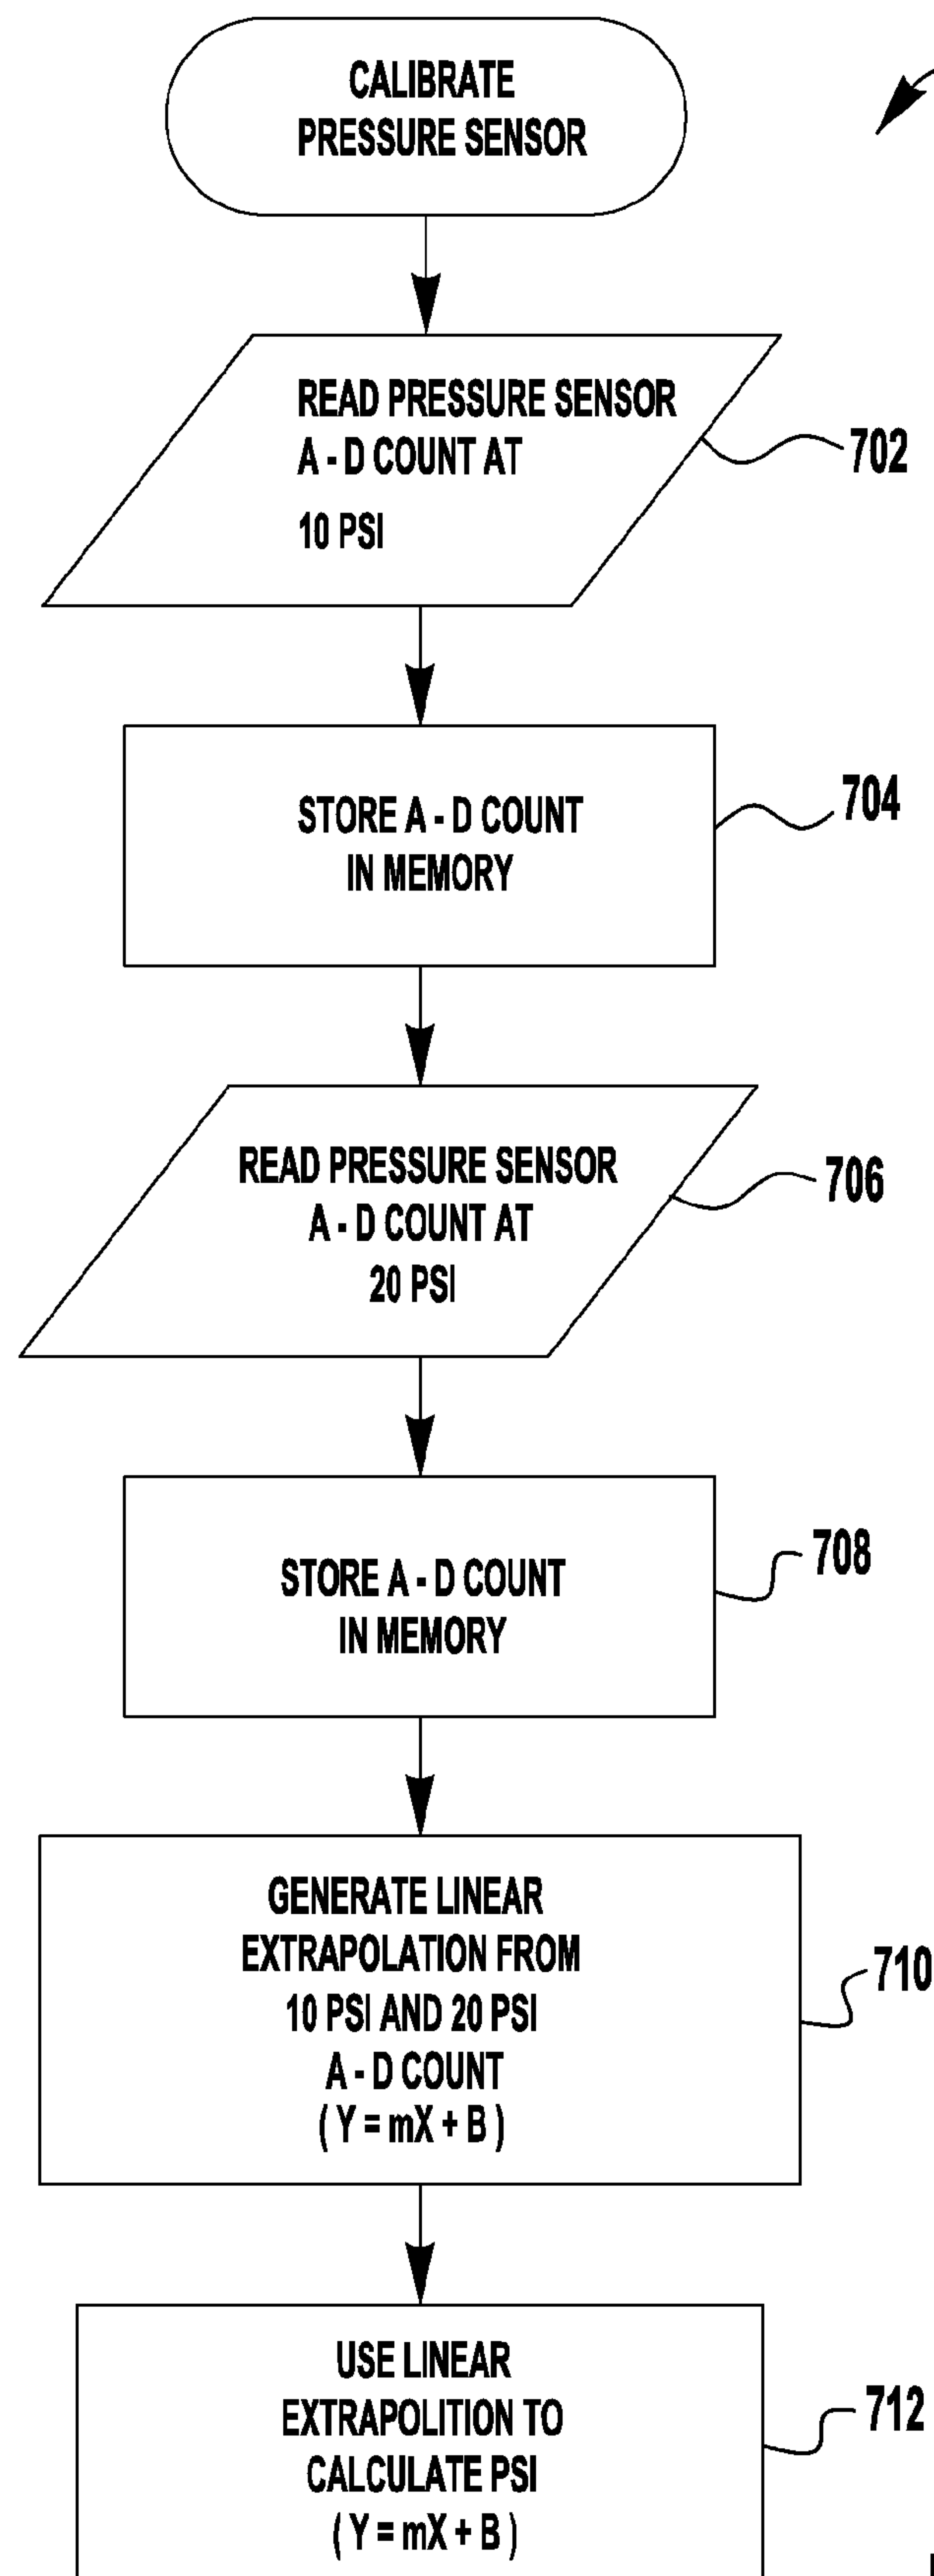 CALIBRATE
PRESSURE SENSOR
READ PRESSURE SENSOR
A - D COUNT AT
10 PSI
702
STORE A - D COUNT
IN MEMORY
704
READ PRESSURE SENSOR
A - D COUNT AT
20 PSI
706
STORE A - D COUNT
IN MEMORY
708
GENERATE LINEAR
EXTRAPOLATION FROM
10 PSI AND 20 PSI
A - D COUNT
( Y = mX + B )
710
USE LINEAR
EXTRAPOLITION TO
CALCULATE PSI
( Y = mX + B )
712